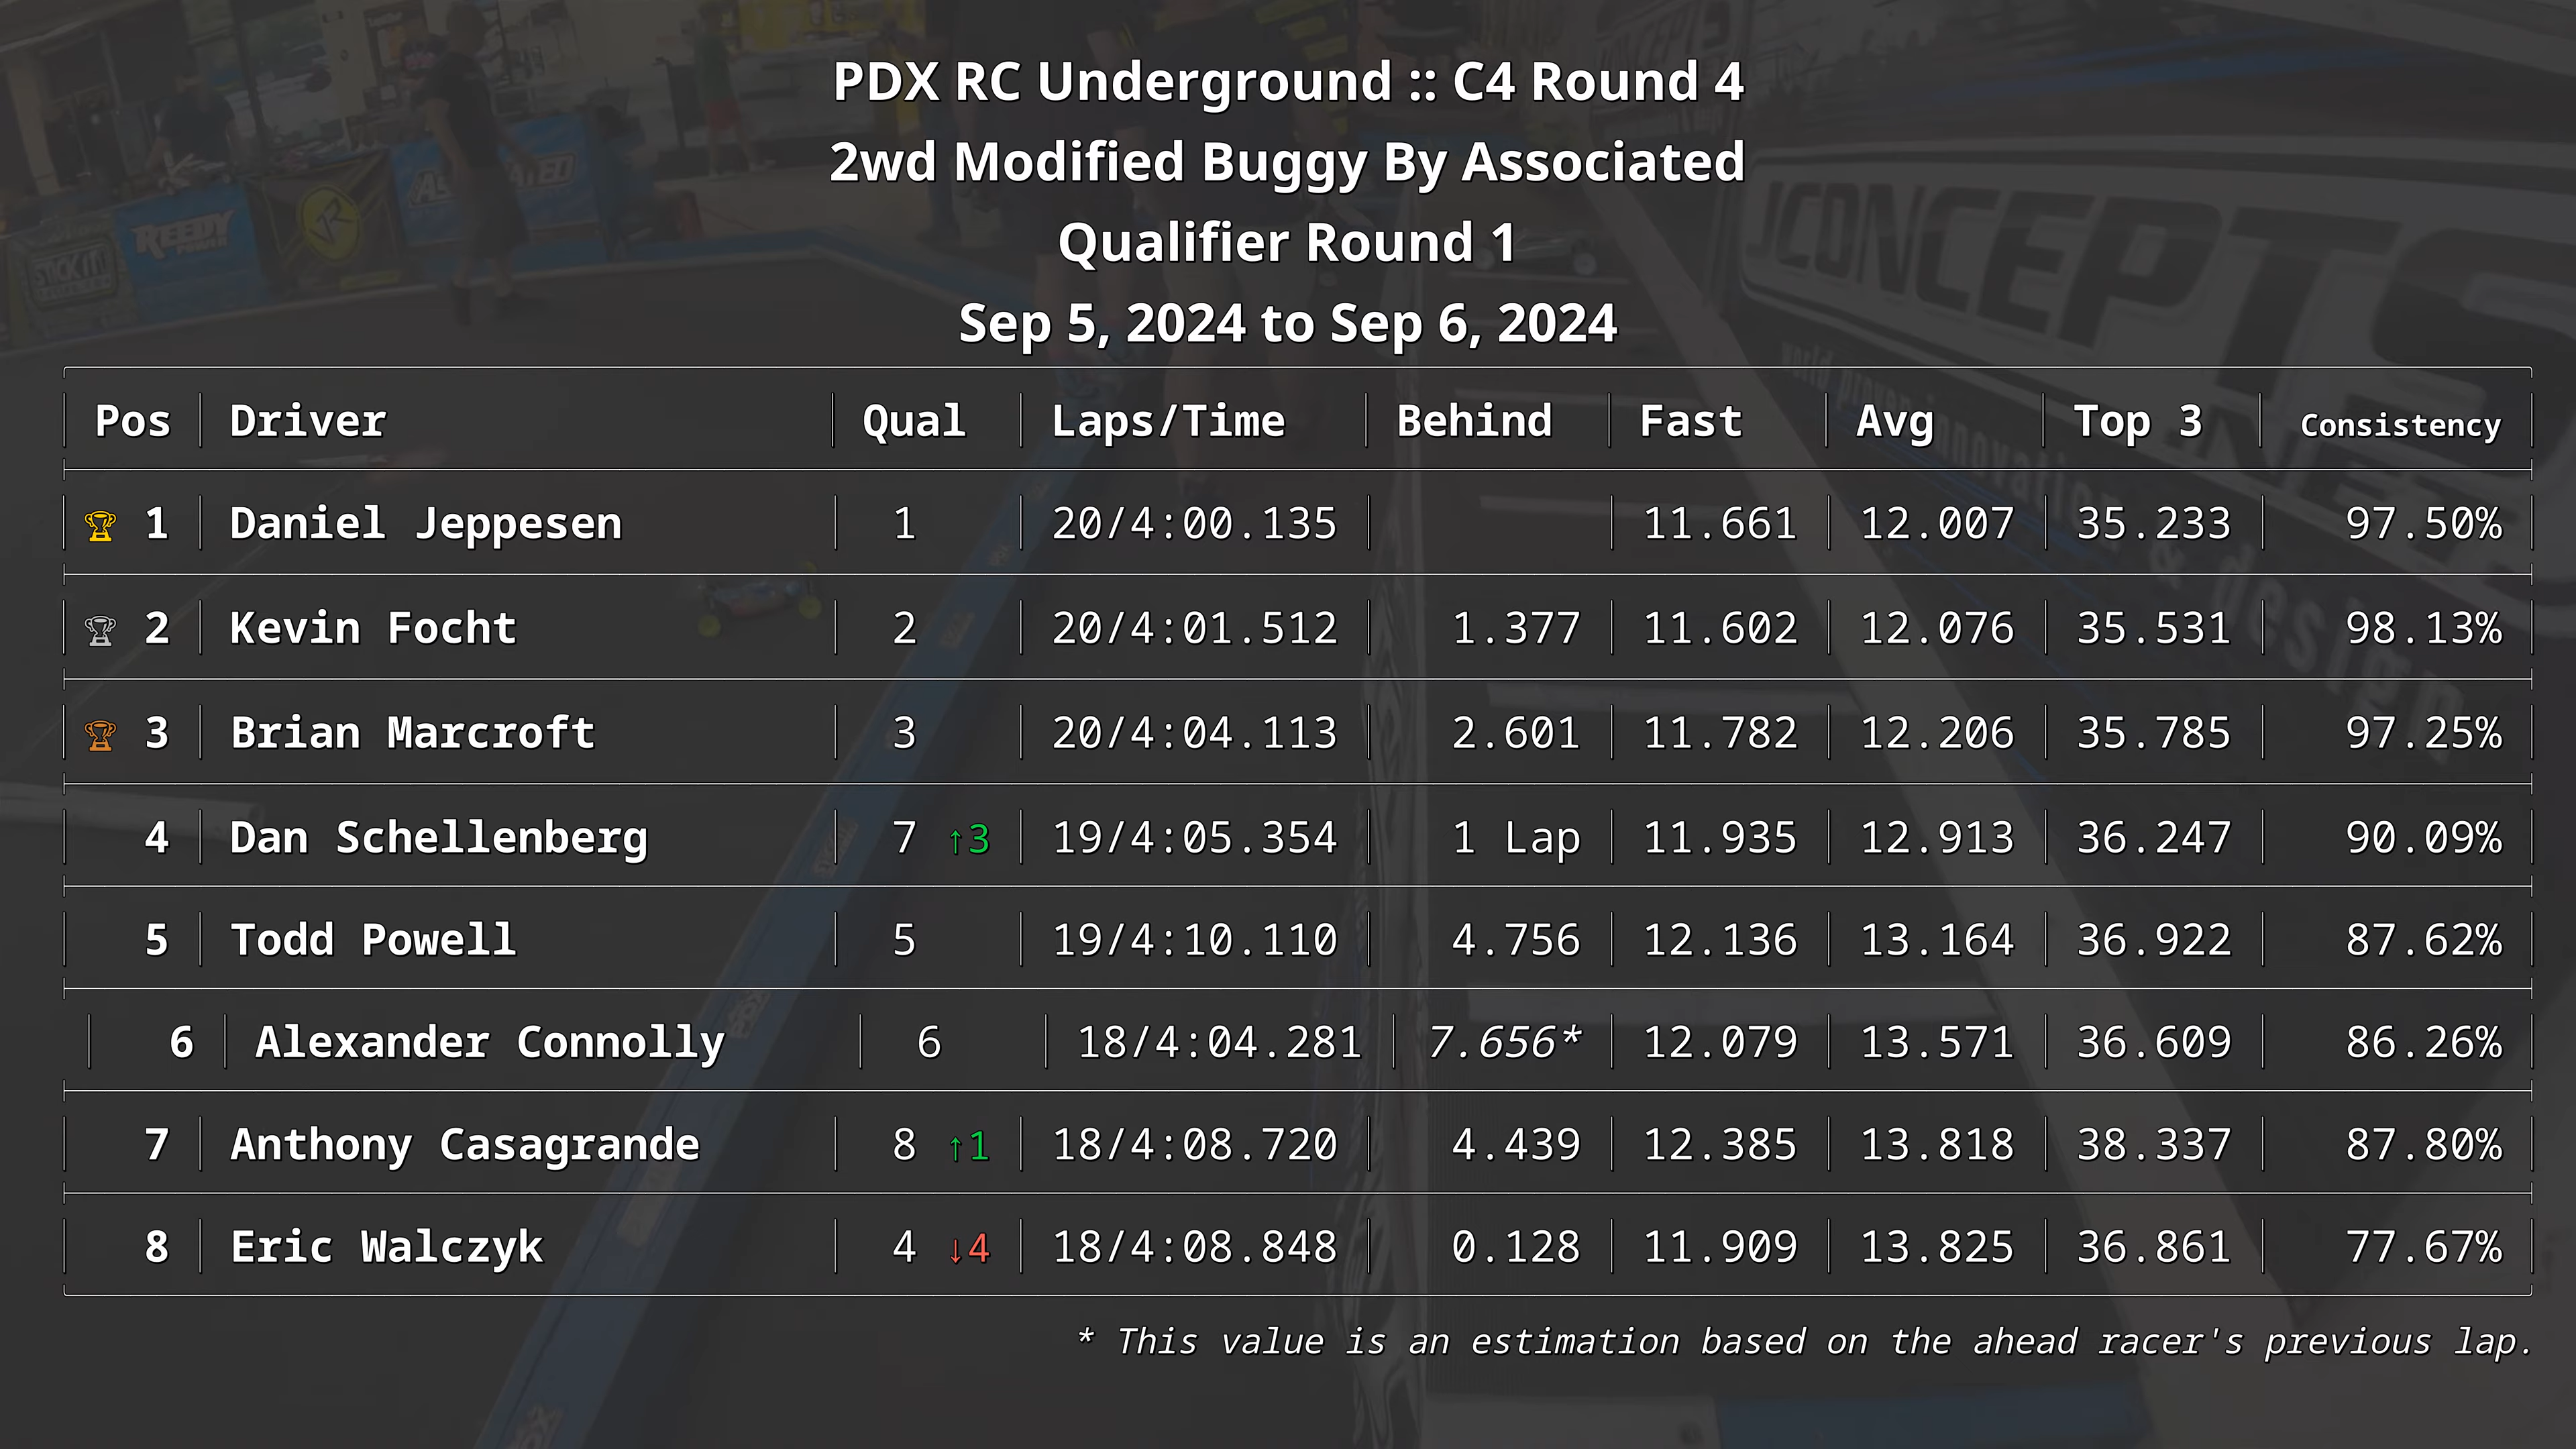 PDX RC Underground :: C4 Round 4
2wd Modified Buggy By Associated
Qualifier Round 1
Sep 5, 2024 to Sep 6, 2024
Pos Driver Qual Laps/Time Behind Fast Avg Top 3 Consistency
1 Daniel Jeppesen 1 20/4:00.135 11.661 12.007 35.233 97.50%
2 Kevin Focht 2 20/4:01.512 1.377 11.602 12.076 35.531 98.13%
3 Brian Marcroft 3 20/4:04.113 2.601 11.782 12.206 35.785 97.25%
4 Dan Schellenberg 7 ↑3 19/4:05.354 1 Lap 11.935 12.913 36.247 90.09%
5 Todd Powell 5 19/4:10.110 4.756 12.136 13.164 36.922 87.62%
6 Alexander Connolly 6 18/4:04.281 7.656* 12.079 13.571 36.609 86.26%
7 Anthony Casagrande 8 ↑1 18/4:08.720 4.439 12.385 13.818 38.337 87.80%
8 Eric Walczyk 4 ↓4 18/4:08.848 0.128 11.909 13.825 36.861 77.67%
* This value is an estimation based on the ahead racer's previous lap.
STICK IT!
REEDY
POWER
JCONCEPTS
innovation & design